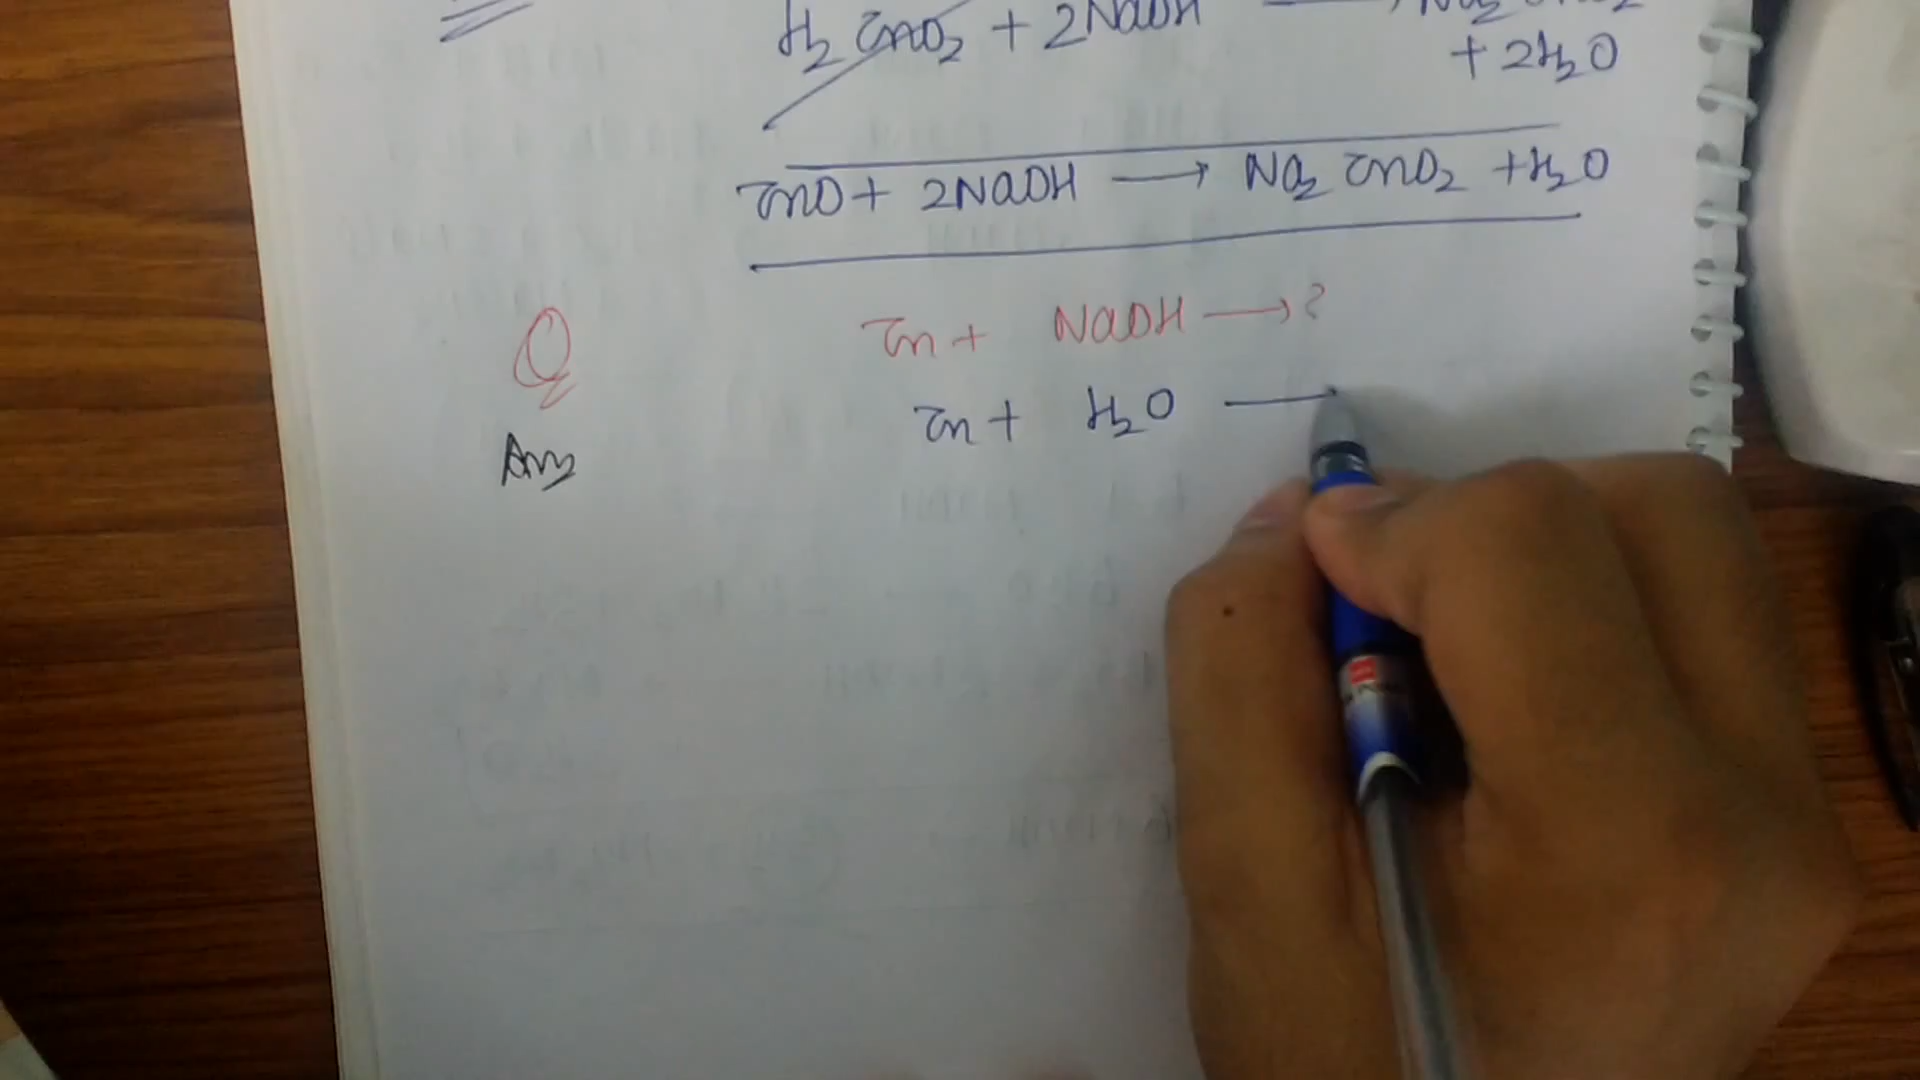 H₂ZnO₂ + 2NaOH →
+ 2H₂O
ZnO + 2NaOH → Na₂ZnO₂ + H₂O
Q Zn + NaOH → ?
Ans Zn + H₂O →